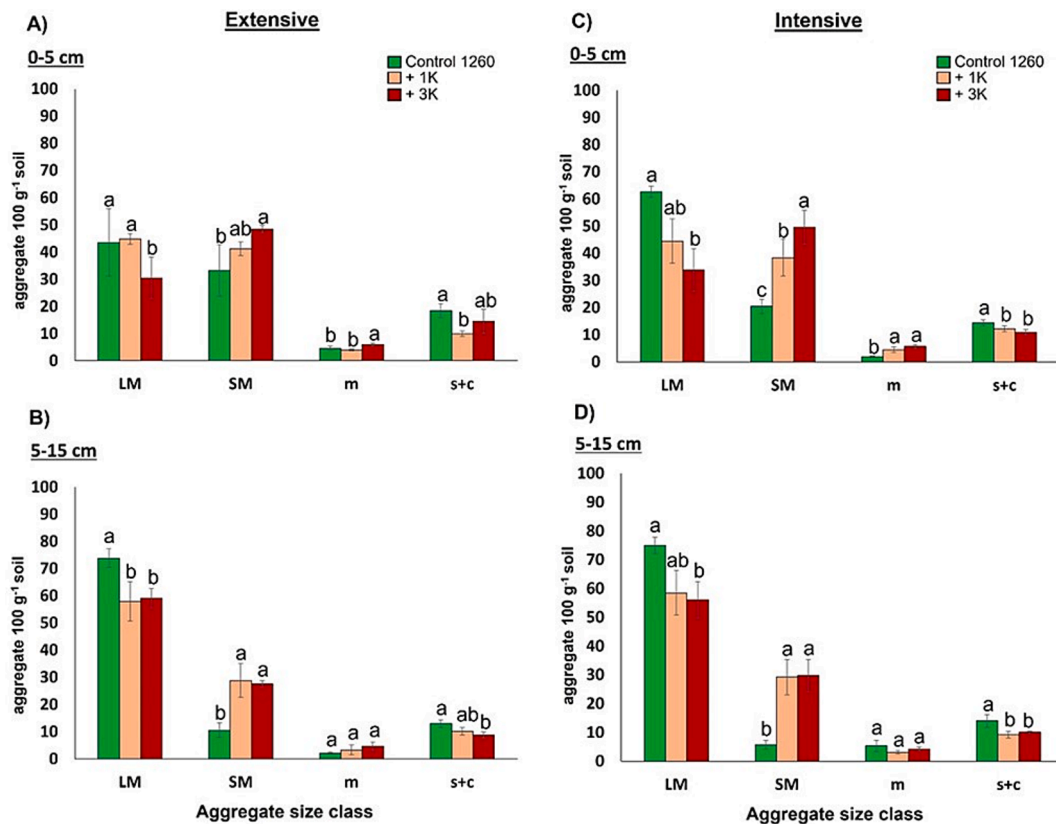 A)
Extensive
0-5 cm
Control 1260
+ 1K
+ 3K
aggregate 100 g⁻¹ soil
100
90
80
70
60
50
40
30
20
10
0
a a b
b ab a
b b a
a b ab
LM SM m s+c
C)
Intensive
0-5 cm
Control 1260
+ 1K
+ 3K
aggregate 100 g⁻¹ soil
100
90
80
70
60
50
40
30
20
10
0
a ab b
c b a
b a a
a b b
LM SM m s+c
B)
5-15 cm
aggregate 100 g⁻¹ soil
100
90
80
70
60
50
40
30
20
10
0
a b b
b a a
a a a
a ab b
LM SM m s+c
Aggregate size class
D)
5-15 cm
aggregate 100 g⁻¹ soil
100
90
80
70
60
50
40
30
20
10
0
a ab b
b a a
a a a
a b b
LM SM m s+c
Aggregate size class